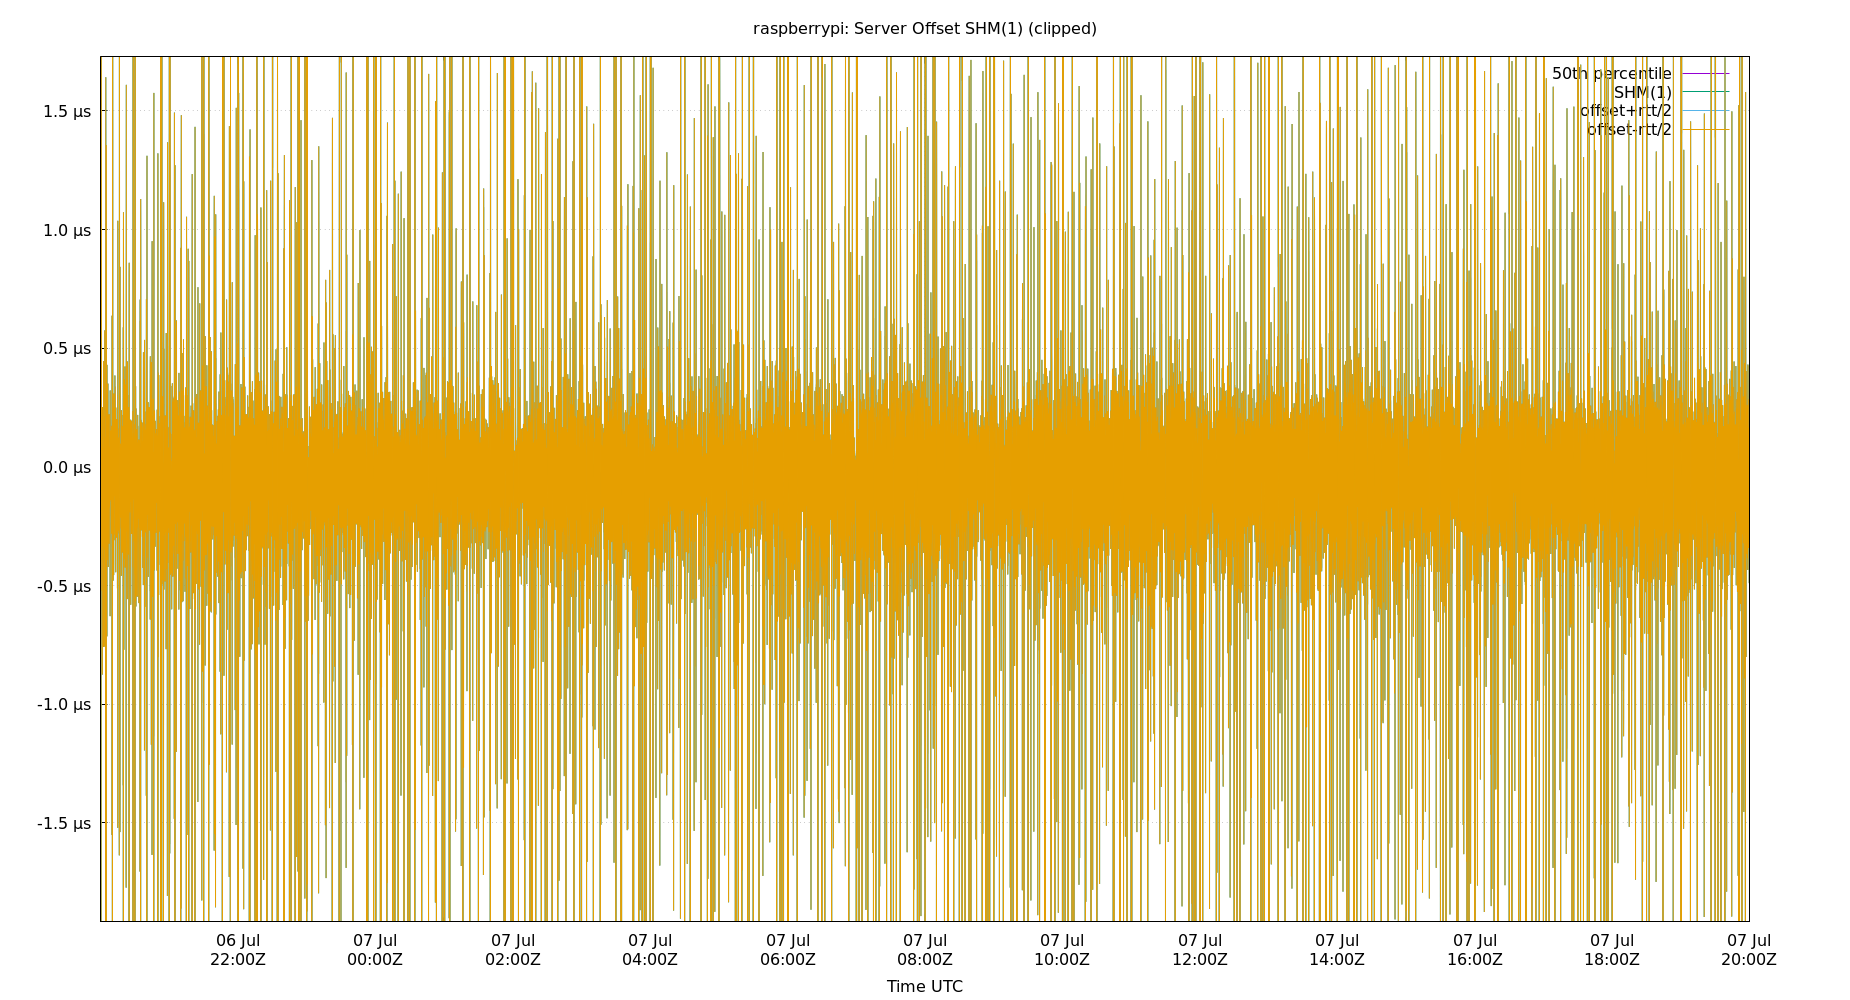 raspberrypi: Server Offset SHM(1) (clipped)
50th percentile
SHM(1)
offset+rtt/2
offset-rtt/2
1.5 µs
1.0 µs
0.5 µs
0.0 µs
-0.5 µs
-1.0 µs
-1.5 µs
06 Jul 07 Jul 07 Jul 07 Jul 07 Jul 07 Jul 07 Jul 07 Jul 07 Jul 07 Jul 07 Jul 07 Jul
22:00Z 00:00Z 02:00Z 04:00Z 06:00Z 08:00Z 10:00Z 12:00Z 14:00Z 16:00Z 18:00Z 20:00Z
Time UTC